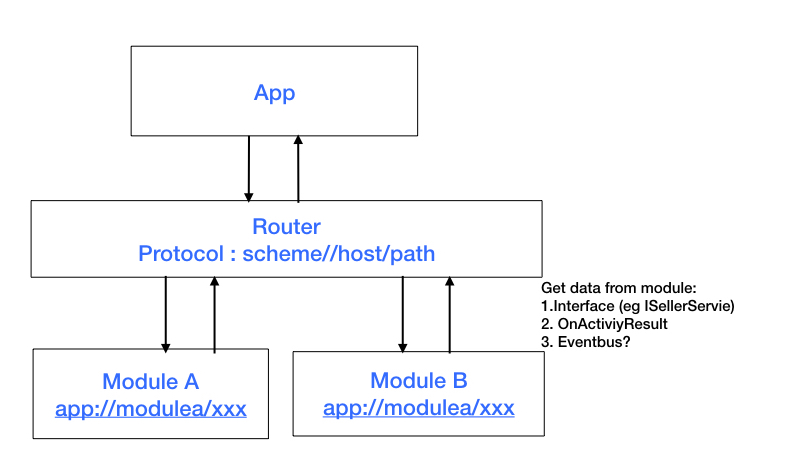 App
Router
Protocol : scheme//host/path
Get data from module:
1.Interface (eg ISellerServie)
2. OnActiviyResult
3. Eventbus?
Module A
app://modulea/xxx
Module B
app://modulea/xxx